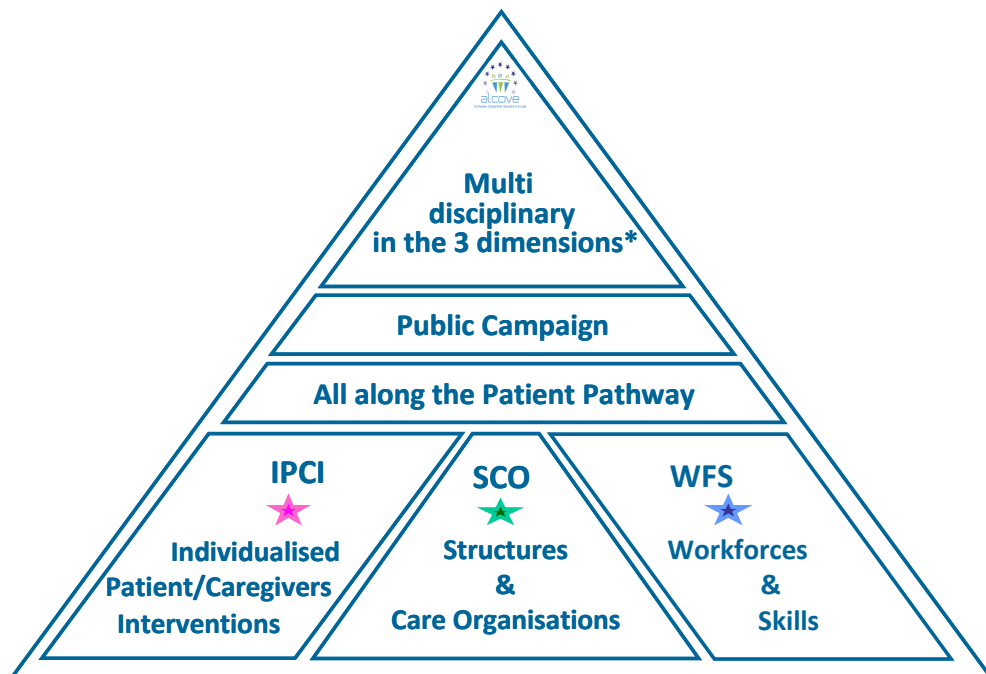 alcove
Multi
disciplinary
in the 3 dimensions*
Public Campaign
All along the Patient Pathway
IPCI
Individualised
Patient/Caregivers
Interventions
SCO
Structures
&
Care Organisations
WFS
Workforces
&
Skills